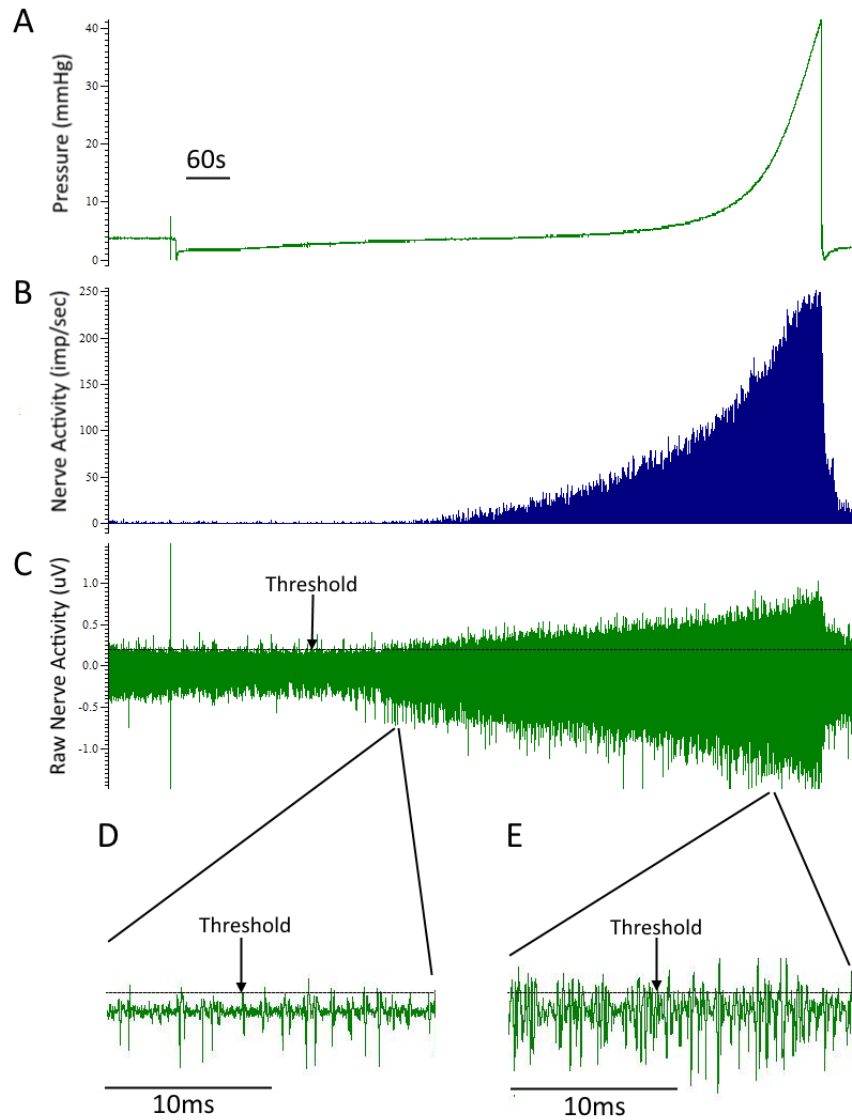 A
Pressure (mmHg)
40
30
20
10
0
60s
B
Nerve Activity (imp/sec)
250
200
150
100
50
0
C
Raw Nerve Activity (uV)
1.0
0.5
0.0
-0.5
-1.0
Threshold
D
Threshold
10ms
E
Threshold
10ms